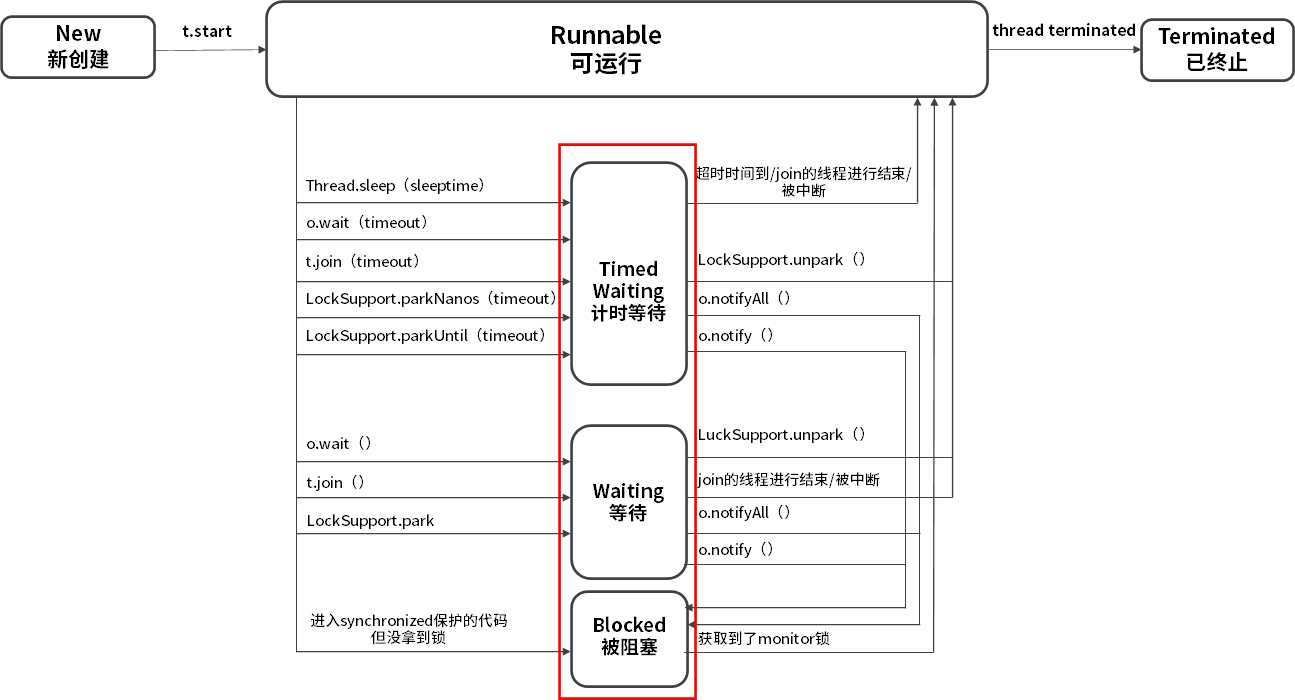 New
新创建
t.start
Runnable
可运行
thread terminated
Terminated
已终止
Thread.sleep（sleeptime）
o.wait（timeout）
t.join（timeout）
LockSupport.parkNanos（timeout）
LockSupport.parkUntil（timeout）
Timed
Waiting
计时等待
超时时间到/join的线程进行结束/
被中断
LockSupport.unpark（）
o.notifyAll（）
o.notify（）
o.wait（）
t.join（）
LockSupport.park
Waiting
等待
LuckSupport.unpark（）
join的线程进行结束/被中断
o.notifyAll（）
o.notify（）
进入synchronized保护的代码
但没拿到锁
Blocked
被阻塞
获取到了monitor锁